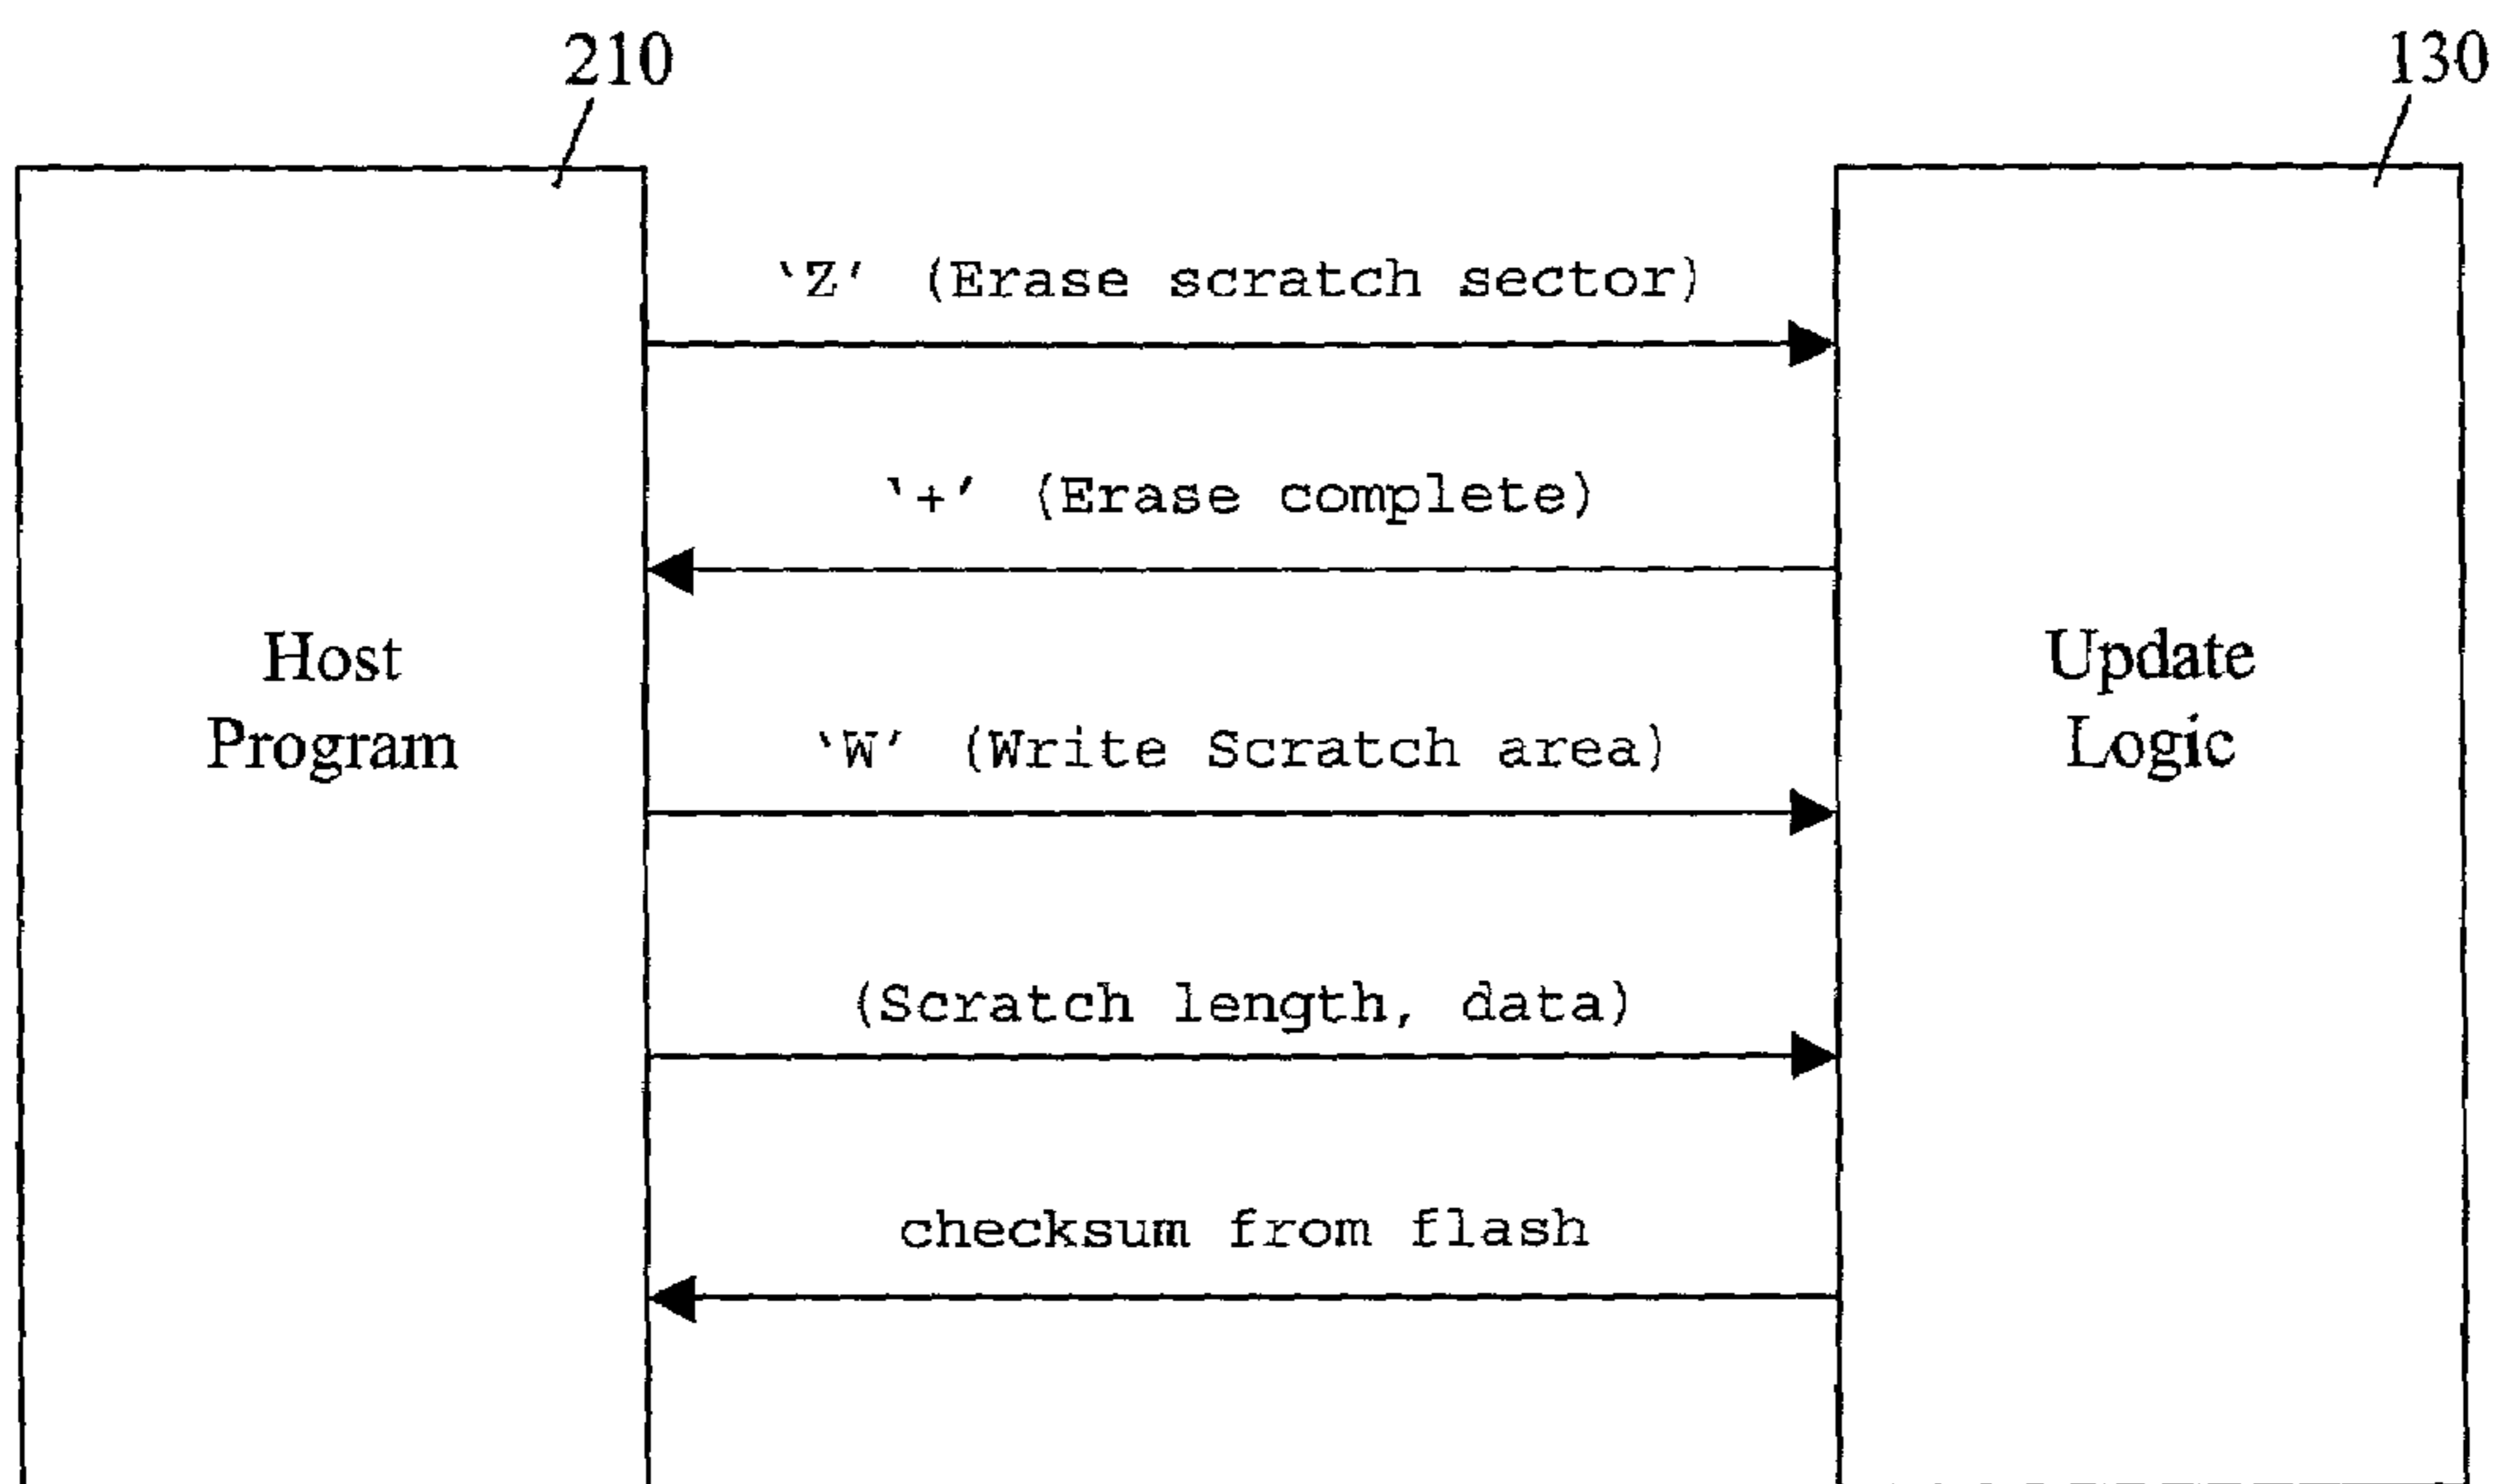 210
130
‘Z’ (Erase scratch sector)
‘+’ (Erase complete)
Host
Program
Update
Logic
‘W’ (Write Scratch area)
(Scratch length, data)
checksum from flash